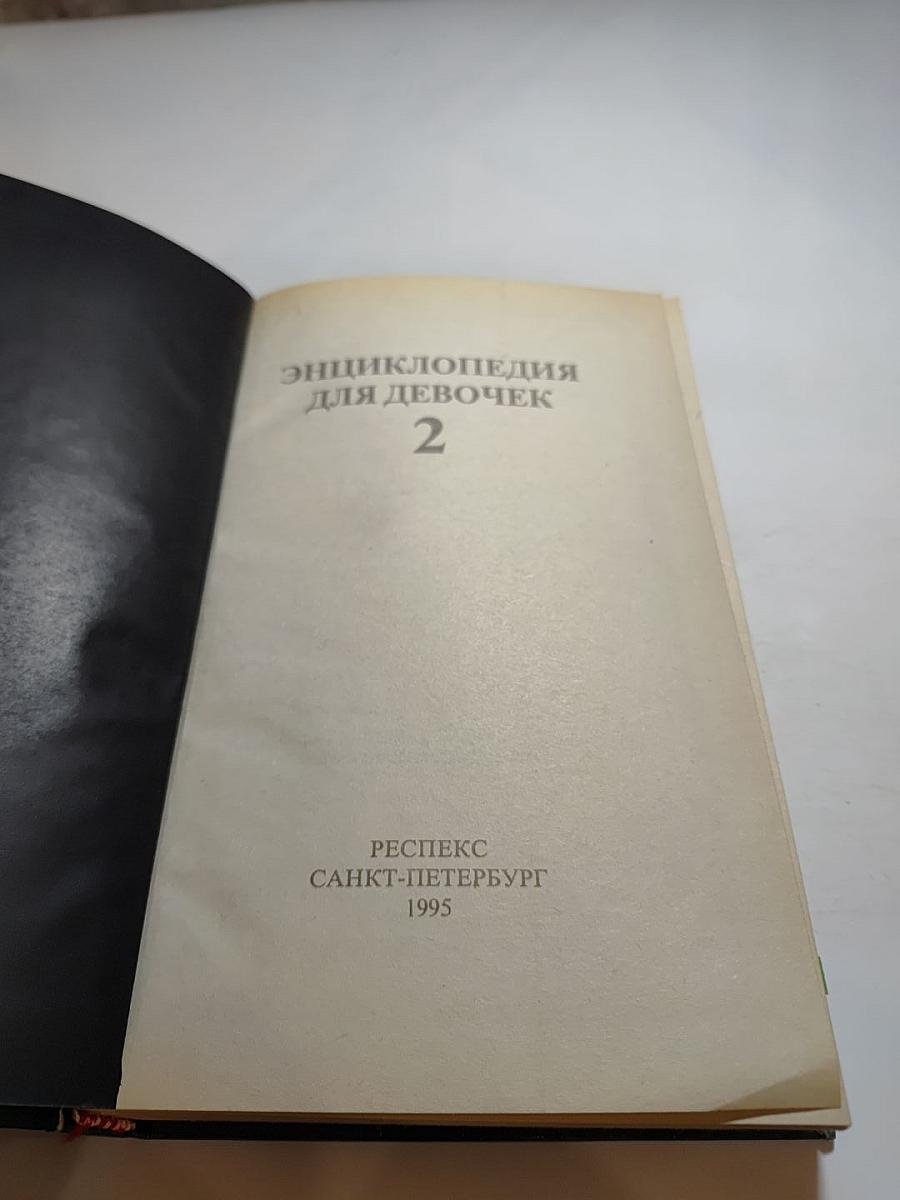 ЭНЦИКЛОПЕДИЯ
ДЛЯ ДЕВОЧЕК
2
РЕСПЕКС
САНКТ-ПЕТЕРБУРГ
1995